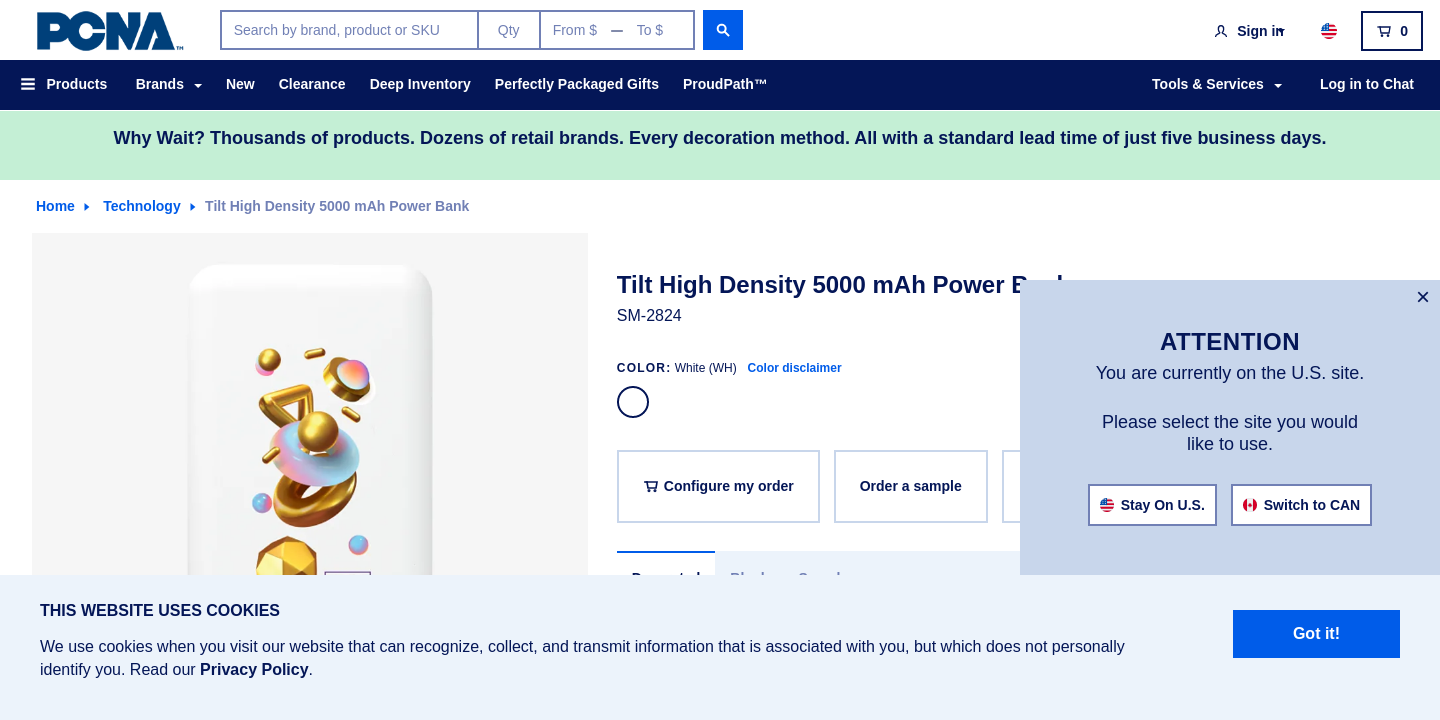 PCNA™
Search by brand, product or SKU
Qty
From $ — To $
Sign in
0
Products
Brands
New
Clearance
Deep Inventory
Perfectly Packaged Gifts
ProudPath™
Tools & Services
Log in to Chat
Why Wait? Thousands of products. Dozens of retail brands. Every decoration method. All with a standard lead time of just five business days.
Home
Technology
Tilt High Density 5000 mAh Power Bank
Tilt High Density 5000 mAh Power Bank
SM-2824
COLOR: White (WH) Color disclaimer
Configure my order
Order a sample
ATTENTION
You are currently on the U.S. site.
Please select the site you would
like to use.
Stay On U.S.
Switch to CAN
THIS WEBSITE USES COOKIES
We use cookies when you visit our website that can recognize, collect, and transmit information that is associated with you, but which does not personally
identify you. Read our Privacy Policy.
Got it!